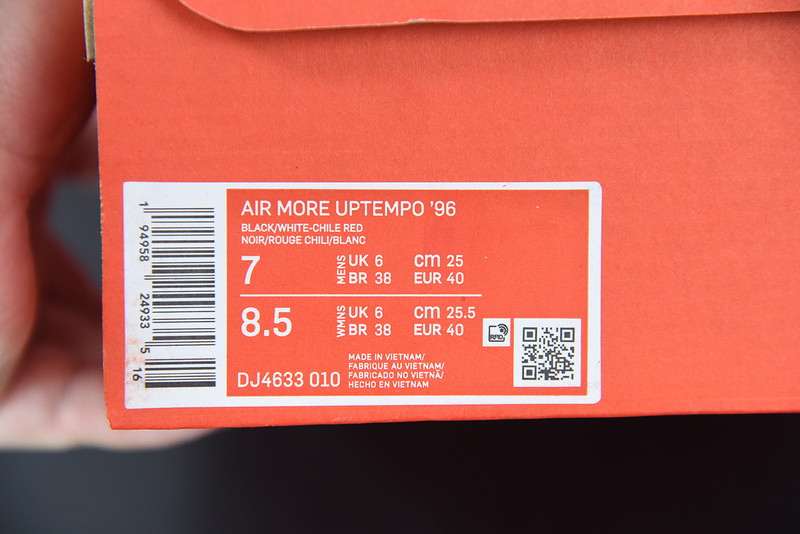 AIR MORE UPTEMPO '96
BLACK/WHITE-CHILE RED
NOIR/ROUGE CHILI/BLANC
7 MENS UK 6 cm 25
BR 38 EUR 40
8.5 WMNS UK 6 cm 25.5
BR 38 EUR 40
RFID
MADE IN VIETNAM/
FABRIQUE AU VIETNAM/
FABRICADO NO VIETNÃ/
HECHO EN VIETNAM
DJ4633 010
1 94958 24933 5 16